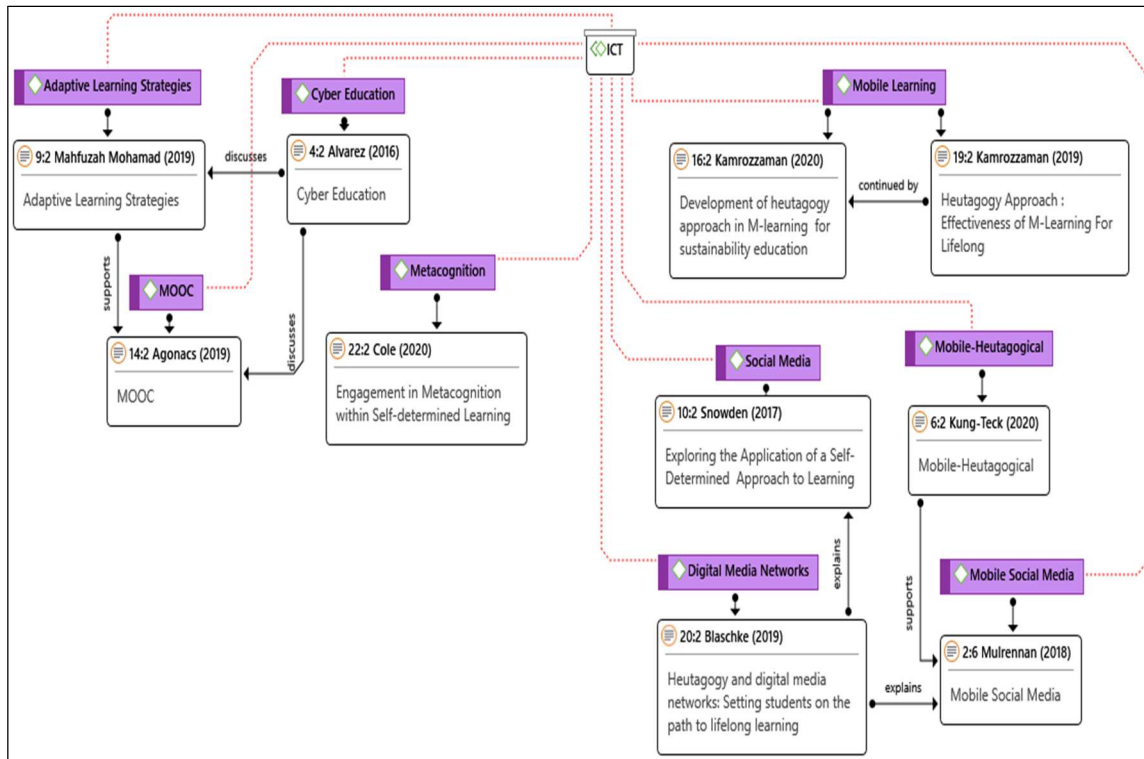 ICT
Adaptive Learning Strategies
9:2 Mahfuzah Mohamad (2019)
Adaptive Learning Strategies
Cyber Education
4:2 Alvarez (2016)
Cyber Education
discusses
supports
discusses
MOOC
14:2 Agonacs (2019)
MOOC
Metacognition
22:2 Cole (2020)
Engagement in Metacognition
within Self-determined Learning
Mobile Learning
16:2 Kamrozzaman (2020)
Development of heutagogy
approach in M-learning for
sustainability education
continued by
19:2 Kamrozzaman (2019)
Heutagogy Approach :
Effectiveness of M-Learning For
Lifelong
Social Media
10:2 Snowden (2017)
Exploring the Application of a Self-
Determined Approach to Learning
Mobile-Heutagogical
6:2 Kung-Teck (2020)
Mobile-Heutagogical
explains
supports
Digital Media Networks
20:2 Blaschke (2019)
Heutagogy and digital media
networks: Setting students on the
path to lifelong learning
explains
Mobile Social Media
2:6 Mulrennan (2018)
Mobile Social Media